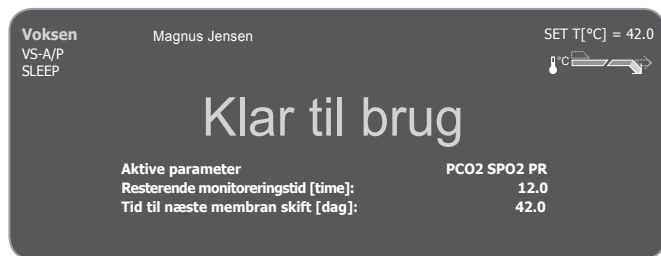 Voksen Magnus Jensen SET T[°C] = 42.0
VS-A/P
SLEEP
°C
Klar til brug
Aktive parameter PCO2 SPO2 PR
Resterende monitoreringstid [time]: 12.0
Tid til næste membran skift [dag]: 42.0